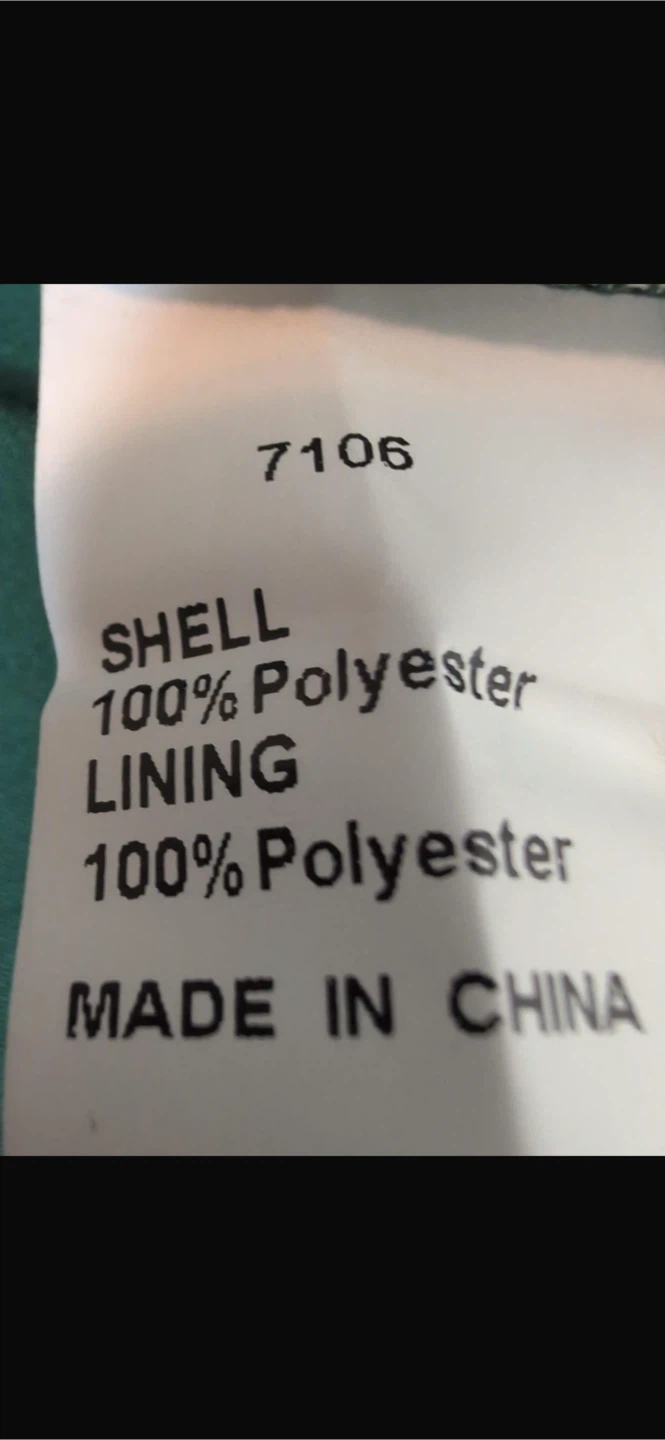 7106
SHELL
100% Polyester
LINING
100% Polyester
MADE IN CHINA